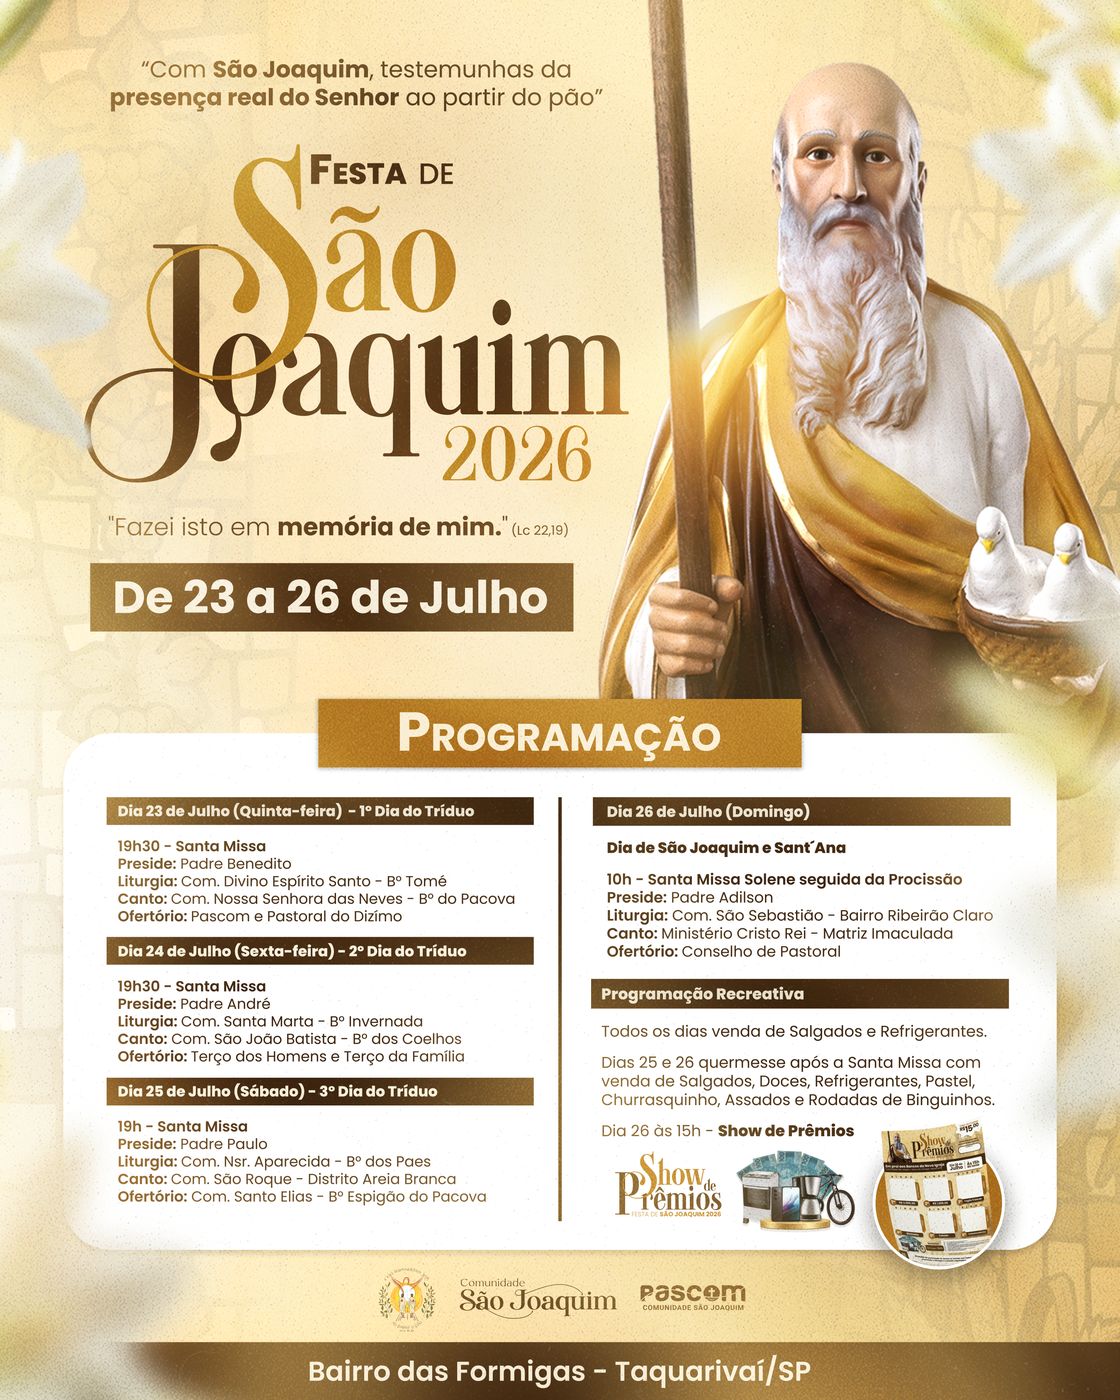 “Com São Joaquim, testemunhas da
presença real do Senhor ao partir do pão”
Festa de
São
Joaquim
2026
"Fazei isto em memória de mim." (Lc 22,19)
De 23 a 26 de Julho
Programação
Dia 23 de Julho (Quinta-feira) - 1º Dia do Tríduo
19h30 - Santa Missa
Preside: Padre Benedito
Liturgia: Com. Divino Espírito Santo - Bº Tomé
Canto: Com. Nossa Senhora das Neves - Bº do Pacova
Ofertório: Pascom e Pastoral do Dizímo
Dia 24 de Julho (Sexta-feira) - 2º Dia do Tríduo
19h30 - Santa Missa
Preside: Padre André
Liturgia: Com. Santa Marta - Bº Invernada
Canto: Com. São João Batista - Bº dos Coelhos
Ofertório: Terço dos Homens e Terço da Família
Dia 25 de Julho (Sábado) - 3º Dia do Tríduo
19h - Santa Missa
Preside: Padre Paulo
Liturgia: Com. Nsr. Aparecida - Bº dos Paes
Canto: Com. São Roque - Distrito Areia Branca
Ofertório: Com. Santo Elias - Bº Espigão do Pacova
Dia 26 de Julho (Domingo)
Dia de São Joaquim e Sant´Ana
10h - Santa Missa Solene seguida da Procissão
Preside: Padre Adilson
Liturgia: Com. São Sebastião - Bairro Ribeirão Claro
Canto: Ministério Cristo Rei - Matriz Imaculada
Ofertório: Conselho de Pastoral
Programação Recreativa
Todos os dias venda de Salgados e Refrigerantes.
Dias 25 e 26 quermesse após a Santa Missa com
venda de Salgados, Doces, Refrigerantes, Pastel,
Churrasquinho, Assados e Rodadas de Binguinhos.
Dia 26 às 15h - Show de Prêmios
Show de
Prêmios
FESTA DE SÃO JOAQUIM 2026
R$15,00
Show de
Prêmios
Comunidade
São Joaquim
Pascom
COMUNIDADE SÃO JOAQUIM
Bairro das Formigas - Taquarivaí/SP